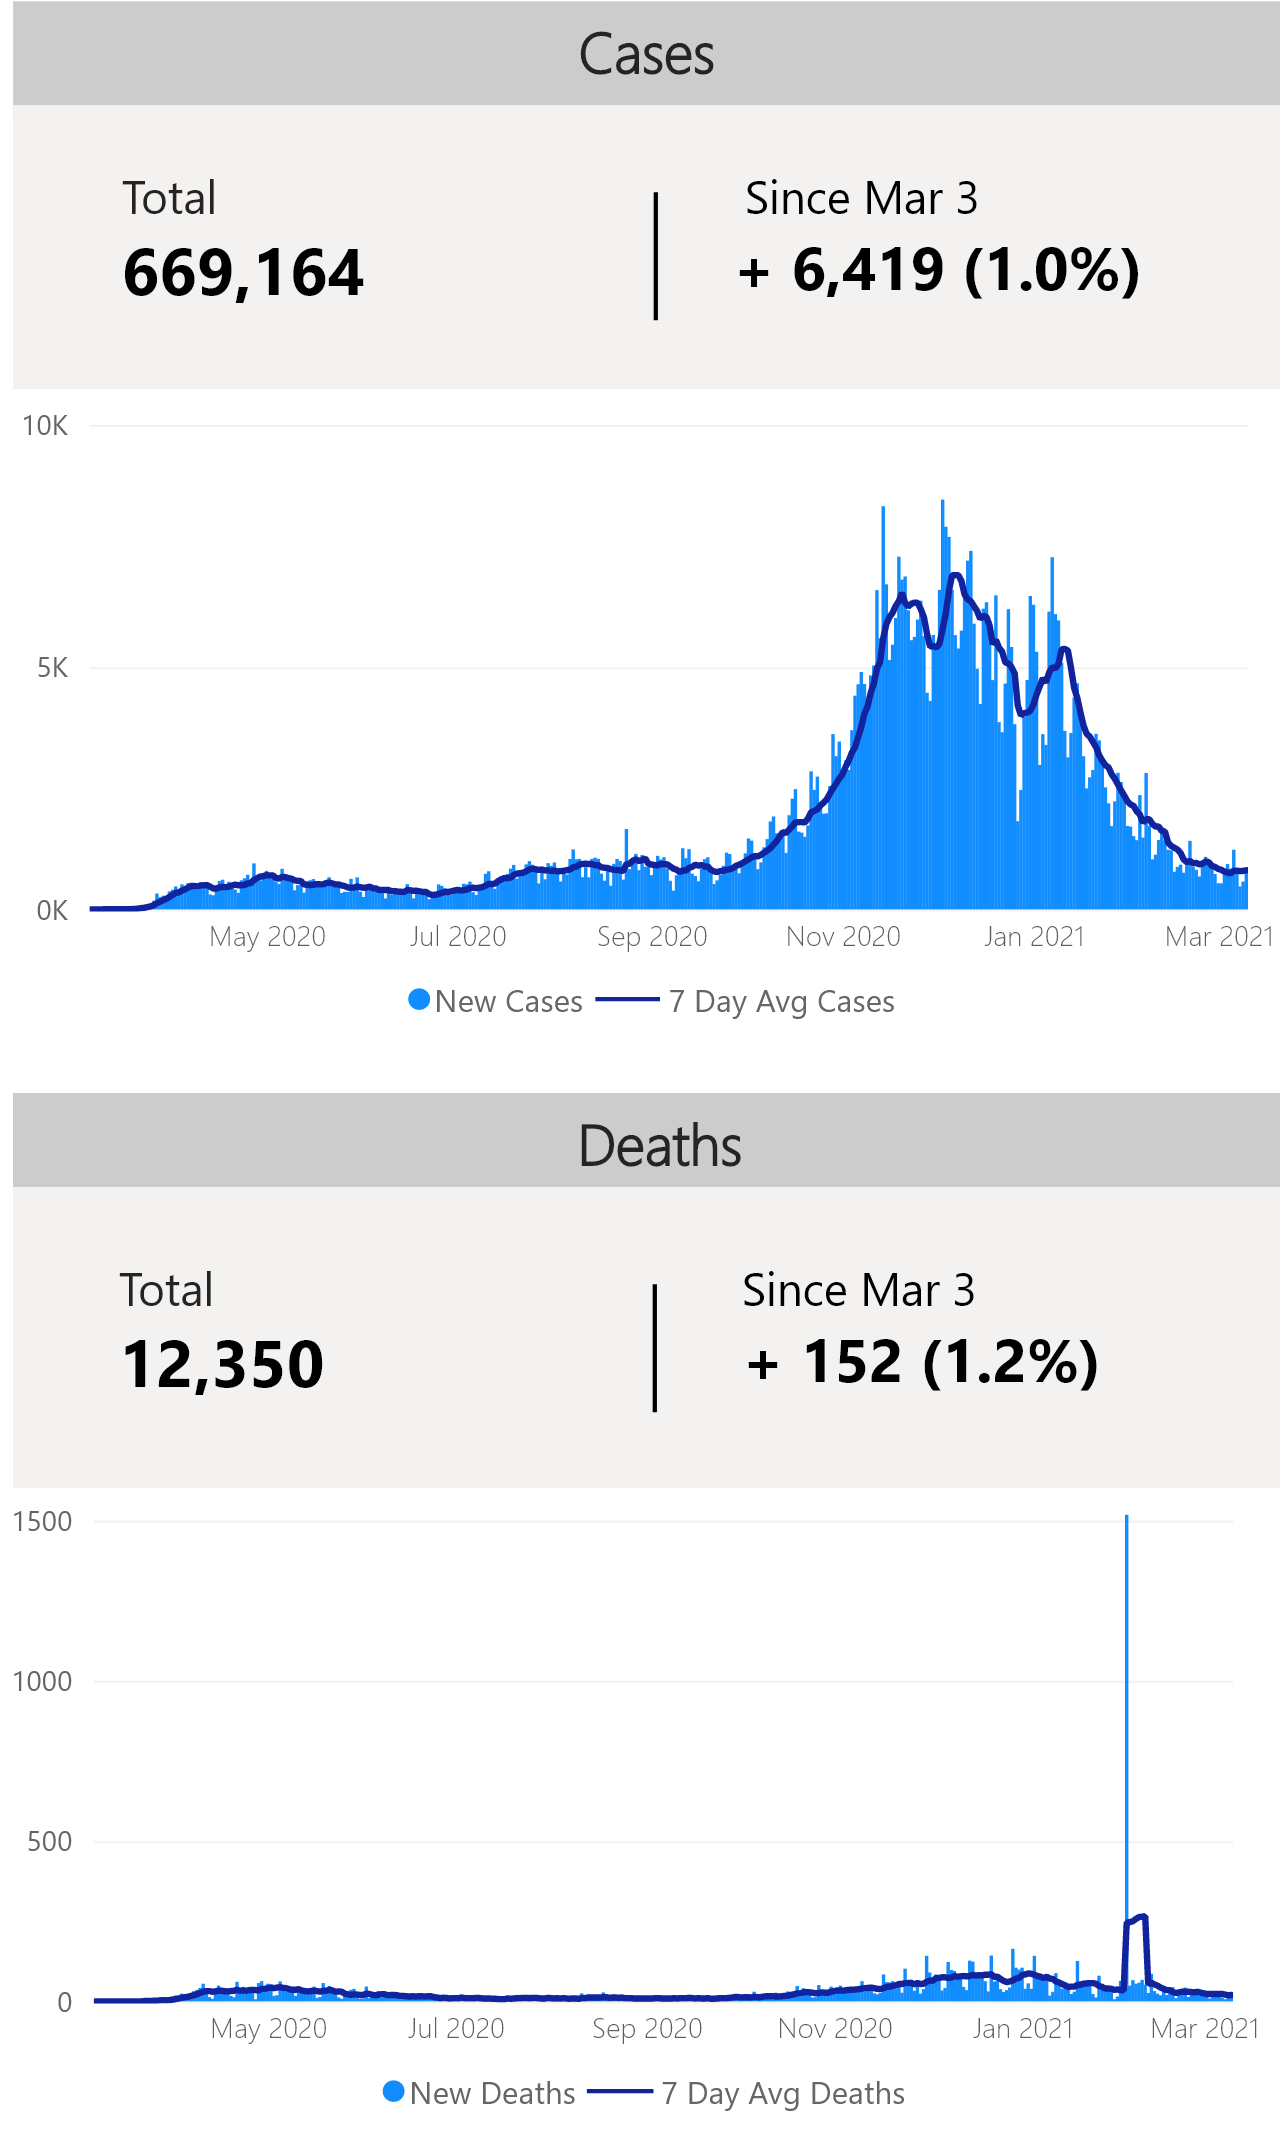 Cases
Total
Since Mar 3
669,164
+ 6,419 (1.0%)
10K
5K
0K
May 2020
Jul 2020
Sep 2020
Nov 2020
Jan 2021
Mar 2021
New Cases
7 Day Avg Cases
Deaths
Total
Since Mar 3
12,350
+ 152 (1.2%)
1500
1000
500
0
May 2020
Jul 2020
Sep 2020
Nov 2020
Jan 2021
Mar 2021
New Deaths
7 Day Avg Deaths